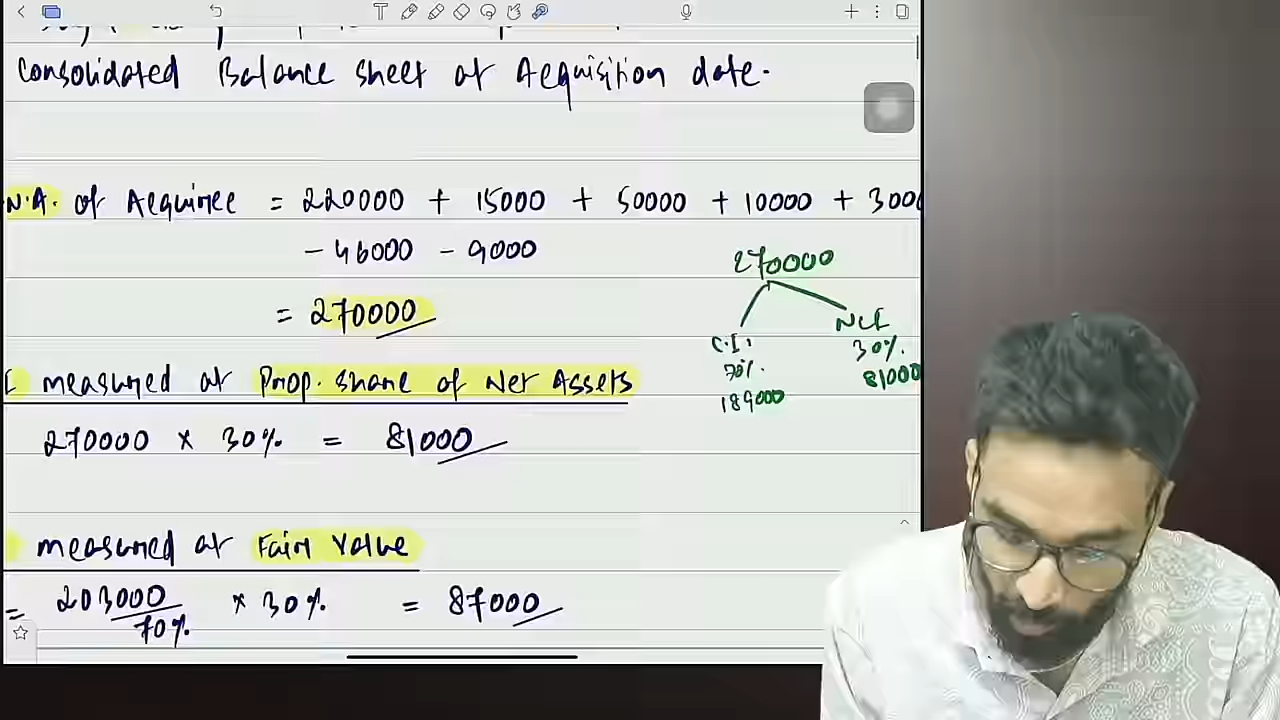 Consolidated Balance sheet at Acquisition date.
N.A. of Acquiree = 220000 + 15000 + 50000 + 10000 + 3000
- 46000 - 9000
= 270000
270000
C.I. NCI
70% 30%
189000 81000
measured at Prop. share of Net Assets
270000 × 30% = 81000
measured at Fair Value
= 203000 / 70% × 30% = 87000